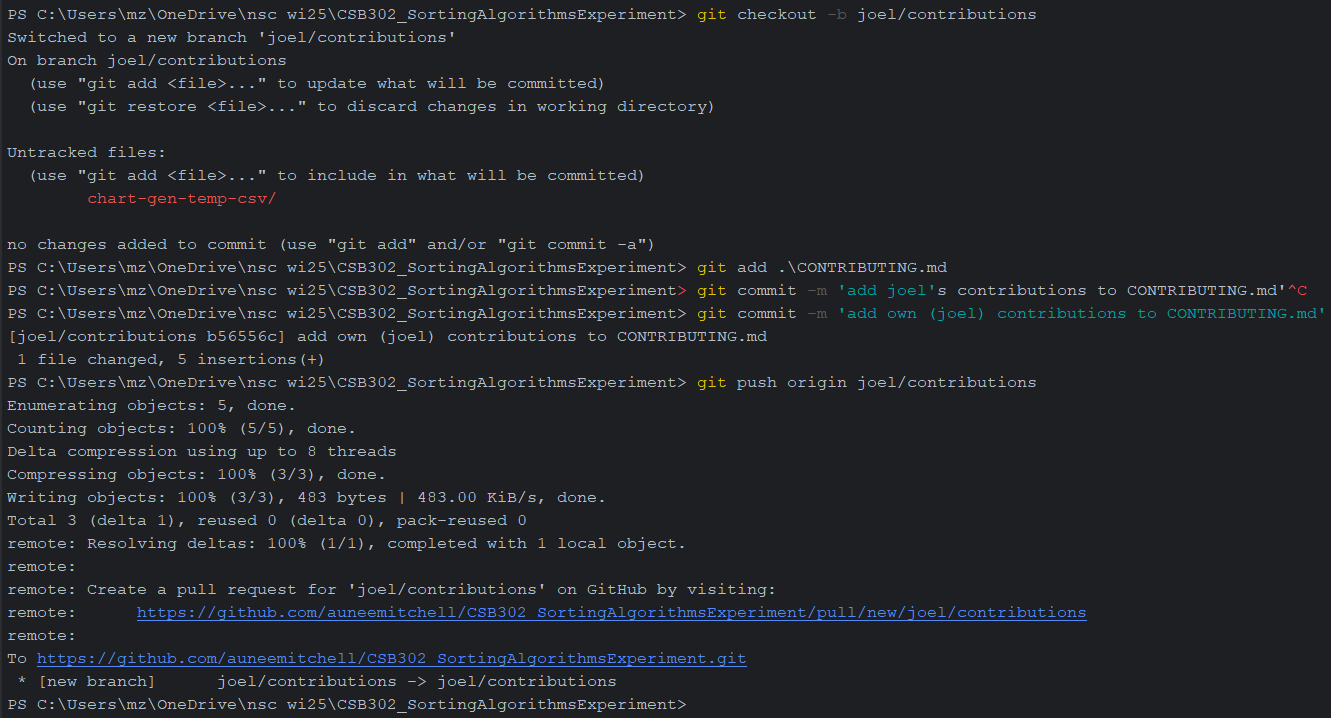 PS C:\Users\mz\OneDrive\nsc wi25\CSB302_SortingAlgorithmsExperiment> git checkout -b joel/contributions
Switched to a new branch 'joel/contributions'
On branch joel/contributions
  (use "git add <file>..." to update what will be committed)
  (use "git restore <file>..." to discard changes in working directory)

Untracked files:
  (use "git add <file>..." to include in what will be committed)
        chart-gen-temp-csv/

no changes added to commit (use "git add" and/or "git commit -a")
PS C:\Users\mz\OneDrive\nsc wi25\CSB302_SortingAlgorithmsExperiment> git add .\CONTRIBUTING.md
PS C:\Users\mz\OneDrive\nsc wi25\CSB302_SortingAlgorithmsExperiment> git commit -m 'add joel's contributions to CONTRIBUTING.md'^C
PS C:\Users\mz\OneDrive\nsc wi25\CSB302_SortingAlgorithmsExperiment> git commit -m 'add own (joel) contributions to CONTRIBUTING.md'
[joel/contributions b56556c] add own (joel) contributions to CONTRIBUTING.md
 1 file changed, 5 insertions(+)
PS C:\Users\mz\OneDrive\nsc wi25\CSB302_SortingAlgorithmsExperiment> git push origin joel/contributions
Enumerating objects: 5, done.
Counting objects: 100% (5/5), done.
Delta compression using up to 8 threads
Compressing objects: 100% (3/3), done.
Writing objects: 100% (3/3), 483 bytes | 483.00 KiB/s, done.
Total 3 (delta 1), reused 0 (delta 0), pack-reused 0
remote: Resolving deltas: 100% (1/1), completed with 1 local object.
remote:
remote: Create a pull request for 'joel/contributions' on GitHub by visiting:
remote:      https://github.com/auneemitchell/CSB302_SortingAlgorithmsExperiment/pull/new/joel/contributions
remote:
To https://github.com/auneemitchell/CSB302_SortingAlgorithmsExperiment.git
 * [new branch]      joel/contributions -> joel/contributions
PS C:\Users\mz\OneDrive\nsc wi25\CSB302_SortingAlgorithmsExperiment>